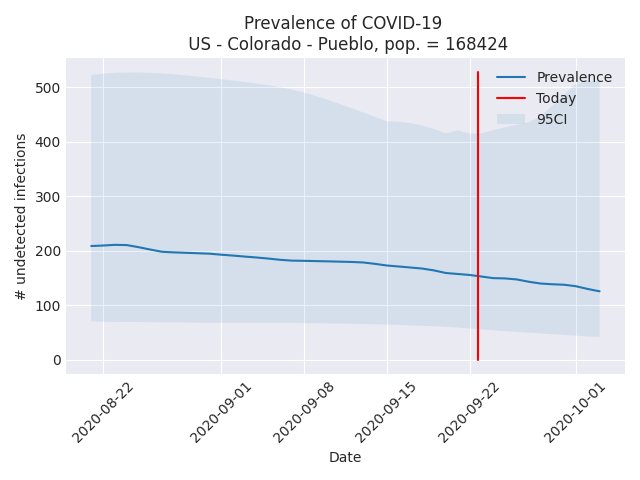 Prevalence of COVID-19
US - Colorado - Pueblo, pop. = 168424
Prevalence
Today
95CI
# undetected infections
500
400
300
200
100
0
2020-08-22
2020-09-01
2020-09-08
2020-09-15
2020-09-22
2020-10-01
Date